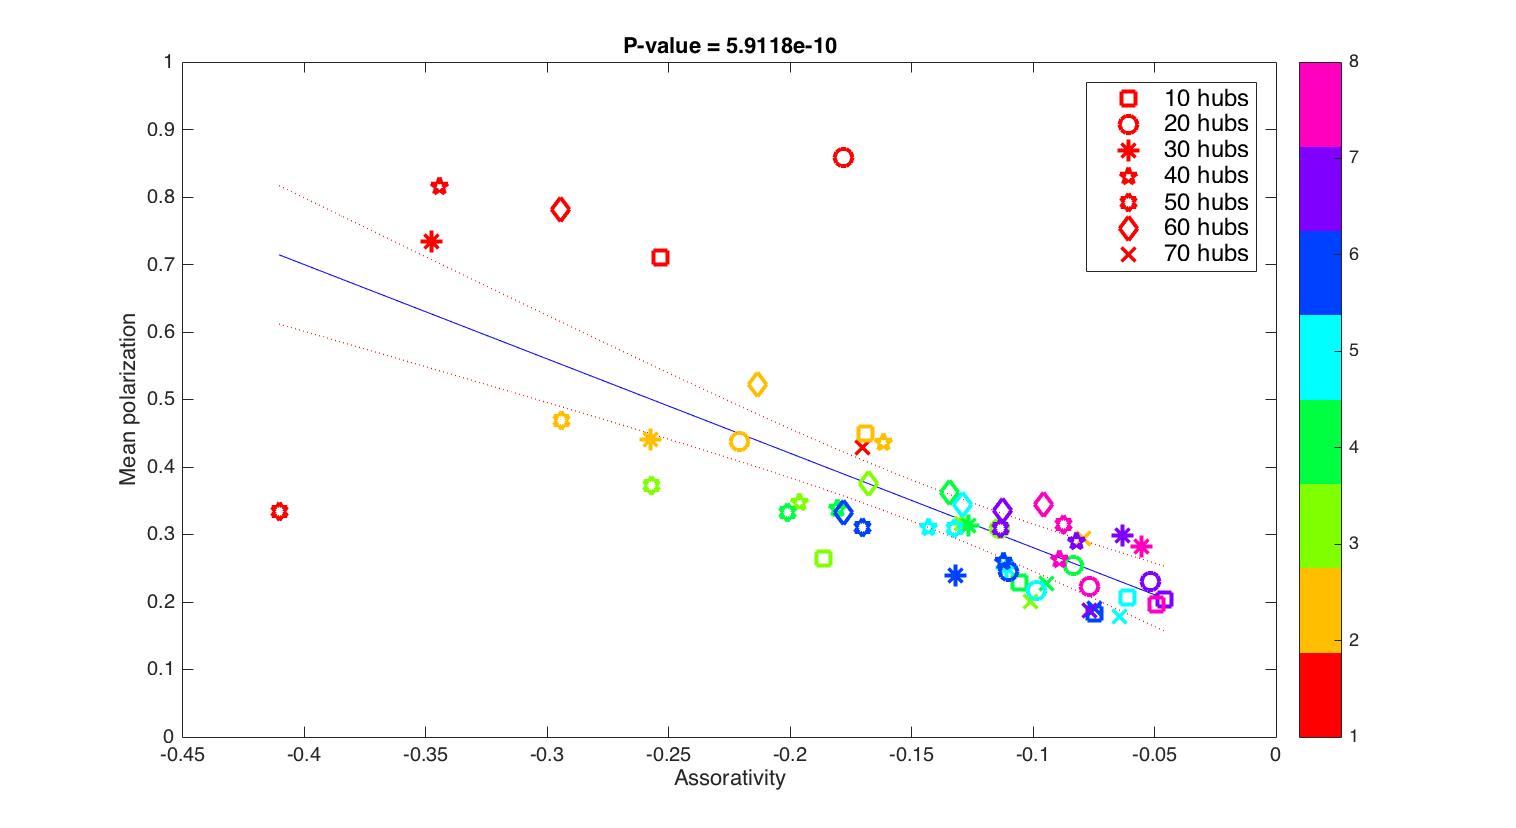 P-value = 5.9118e-10
1
0.9
0.8
0.7
0.6
0.5
0.4
0.3
0.2
0.1
0
Mean polarization
-0.45 -0.4 -0.35 -0.3 -0.25 -0.2 -0.15 -0.1 -0.05 0
Assorativity
10 hubs
20 hubs
30 hubs
40 hubs
50 hubs
60 hubs
70 hubs
8
7
6
5
4
3
2
1